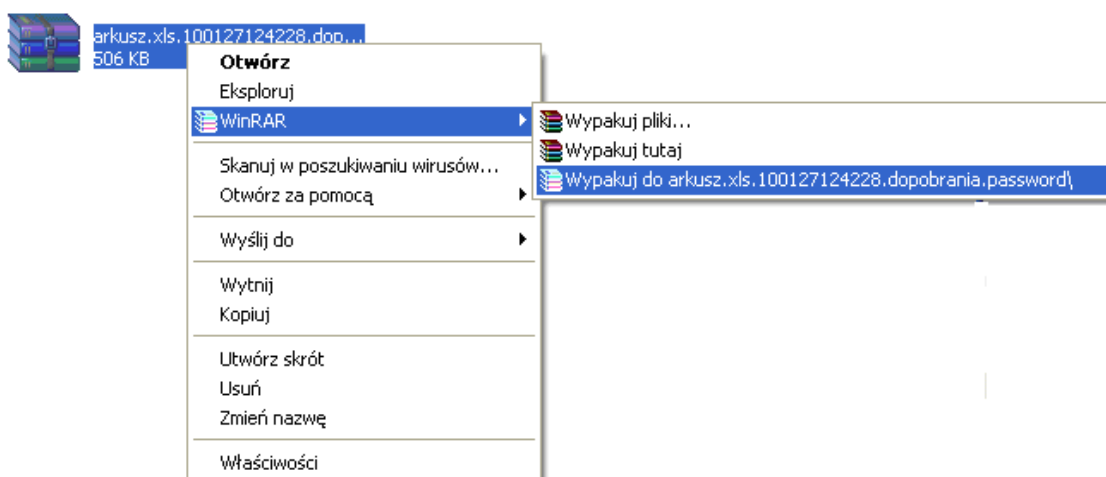 arkusz.xls.100127124228.dop...
506 KB
Otwórz
Eksploruj
WinRAR
Skanuj w poszukiwaniu wirusów...
Otwórz za pomocą
Wyślij do
Wytnij
Kopiuj
Utwórz skrót
Usuń
Zmień nazwę
Właściwości
Wypakuj pliki...
Wypakuj tutaj
Wypakuj do arkusz.xls.100127124228.dopobrania.password\